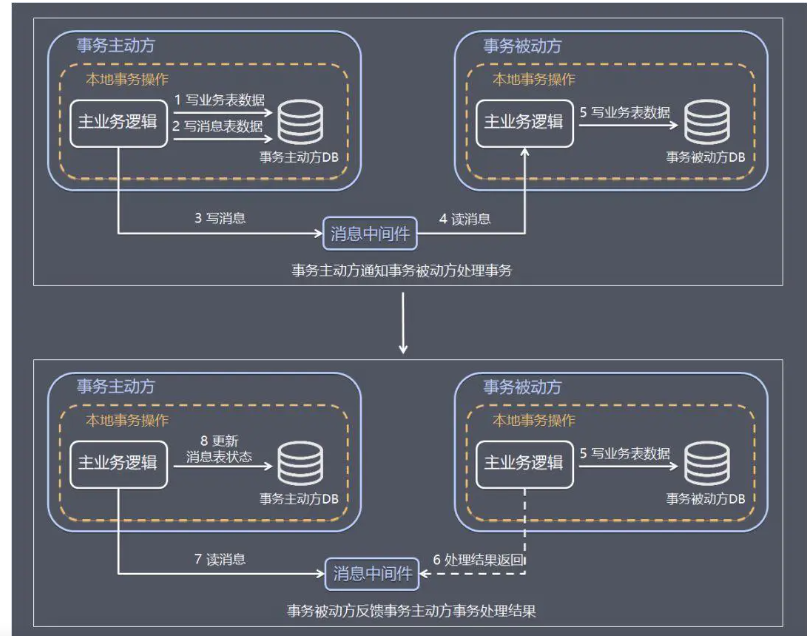 事务主动方
事务被动方
本地事务操作
本地事务操作
主业务逻辑
1 写业务表数据
2 写消息表数据
事务主动方DB
主业务逻辑
5 写业务表数据
事务被动方DB
3 写消息
消息中间件
4 读消息
事务主动方通知事务被动方处理事务
事务主动方
事务被动方
本地事务操作
本地事务操作
主业务逻辑
8 更新
消息表状态
事务主动方DB
主业务逻辑
5 写业务表数据
事务被动方DB
7 读消息
消息中间件
6 处理结果返回
事务被动方反馈事务主动方事务处理结果